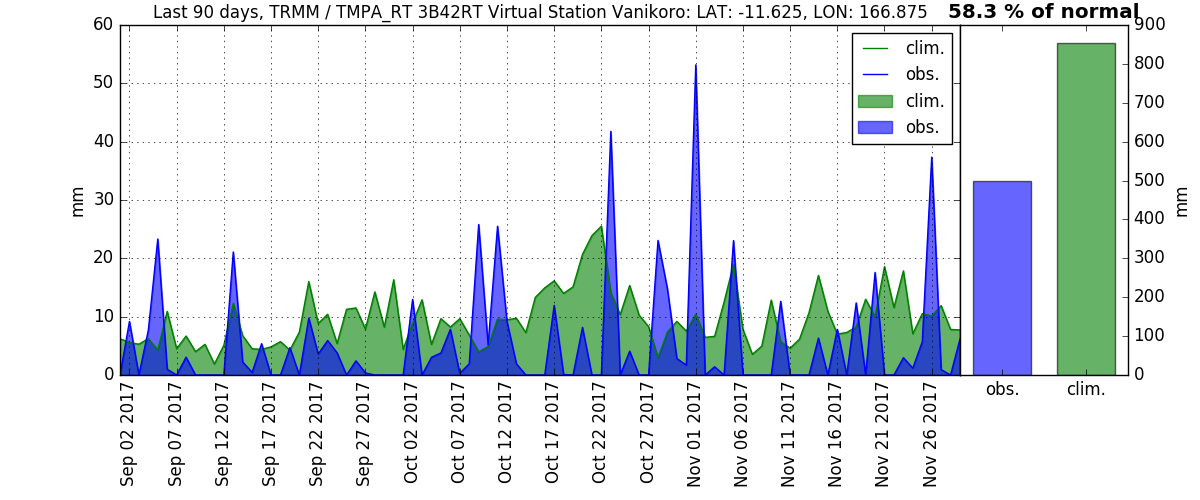 Last 90 days, TRMM / TMPA_RT 3B42RT Virtual Station Vanikoro: LAT: -11.625, LON: 166.875
58.3 % of normal
60
50
40
30
20
10
0
mm
clim.
obs.
clim.
obs.
Sep 02 2017
Sep 07 2017
Sep 12 2017
Sep 17 2017
Sep 22 2017
Sep 27 2017
Oct 02 2017
Oct 07 2017
Oct 12 2017
Oct 17 2017
Oct 22 2017
Oct 27 2017
Nov 01 2017
Nov 06 2017
Nov 11 2017
Nov 16 2017
Nov 21 2017
Nov 26 2017
900
800
700
600
500
400
300
200
100
0
mm
obs.
clim.